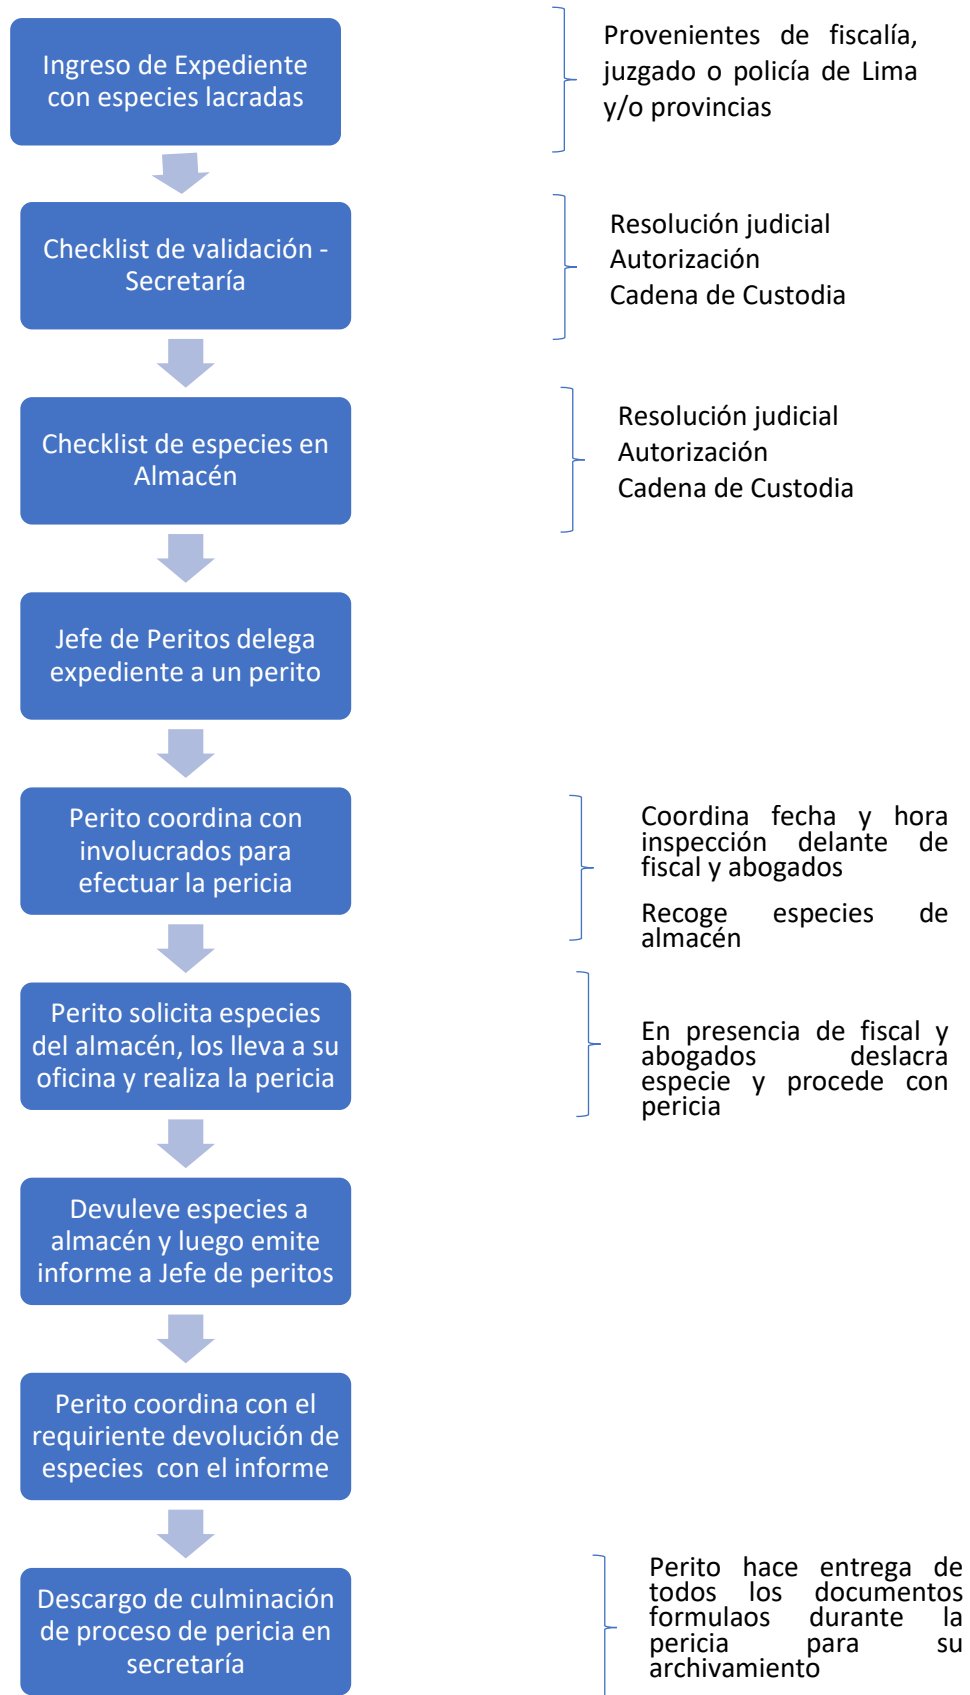 Ingreso de Expediente
con especies lacradas
Provenientes de fiscalía,
juzgado o policía de Lima
y/o provincias
Checklist de validación -
Secretaría
Resolución judicial
Autorización
Cadena de Custodia
Checklist de especies en
Almacén
Resolución judicial
Autorización
Cadena de Custodia
Jefe de Peritos delega
expediente a un perito
Perito coordina con
involucrados para
efectuar la pericia
Coordina fecha y hora
inspección delante de
fiscal y abogados
Recoge especies de
almacén
Perito solicita especies
del almacén, los lleva a su
oficina y realiza la pericia
En presencia de fiscal y
abogados deslacra
especie y procede con
pericia
Devuleve especies a
almacén y luego emite
informe a Jefe de peritos
Perito coordina con el
requiriente devolución de
especies con el informe
Descargo de culminación
de proceso de pericia en
secretaría
Perito hace entrega de
todos los documentos
formulaos durante la
pericia para su
archivamiento